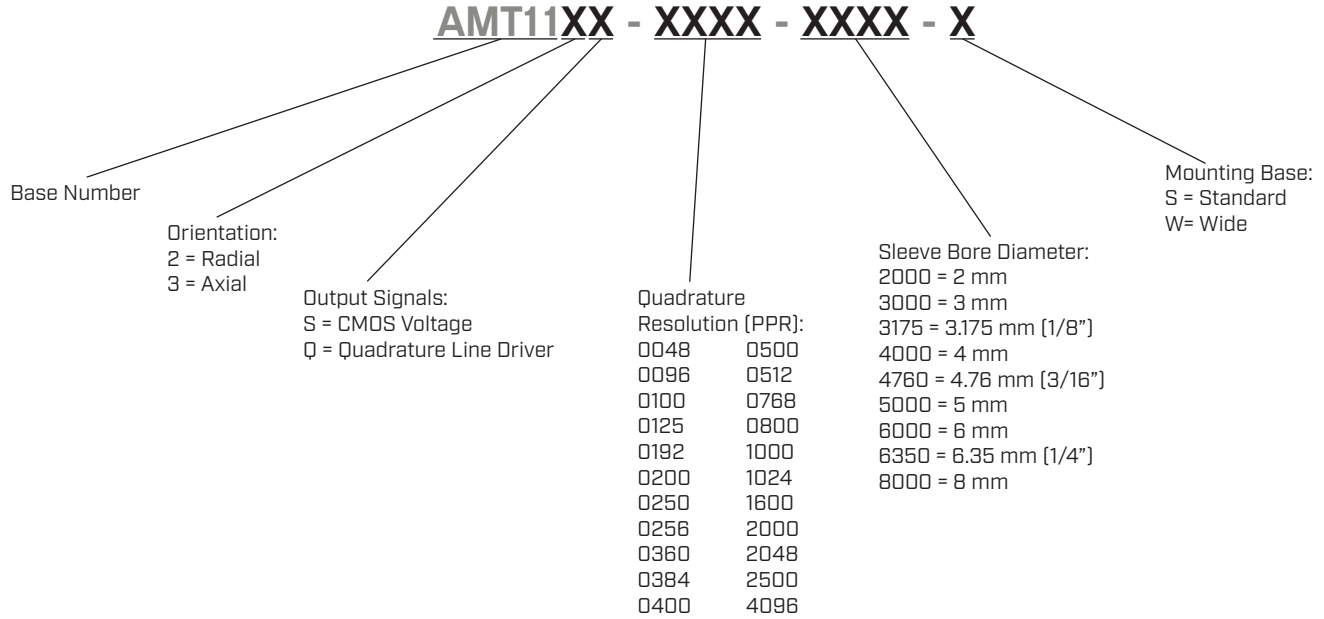 AMT11XX - XXXX - XXXX - X
Base Number
Orientation:
2 = Radial
3 = Axial
Output Signals:
S = CMOS Voltage
Q = Quadrature Line Driver
Quadrature
Resolution (PPR):
0048 0500
0096 0512
0100 0768
0125 0800
0192 1000
0200 1024
0250 1600
0256 2000
0360 2048
0384 2500
0400 4096
Sleeve Bore Diameter:
2000 = 2 mm
3000 = 3 mm
3175 = 3.175 mm (1/8”)
4000 = 4 mm
4760 = 4.76 mm (3/16”)
5000 = 5 mm
6000 = 6 mm
6350 = 6.35 mm (1/4”)
8000 = 8 mm
Mounting Base:
S = Standard
W= Wide